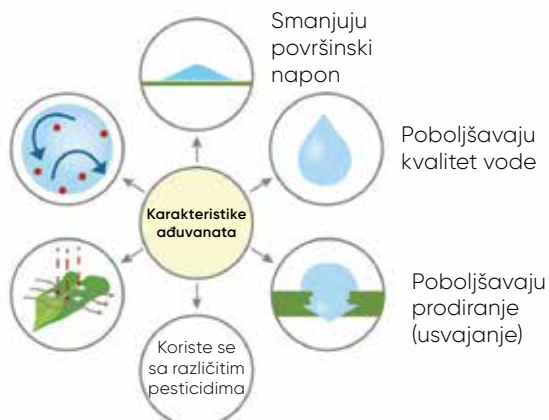 Smanjuju
površinski
napon
Poboljšavaju
kvalitet vode
Karakteristike
ađuvanata
Poboljšavaju
prodiranje
(usvajanje)
Koriste se
sa različitim
pesticidima